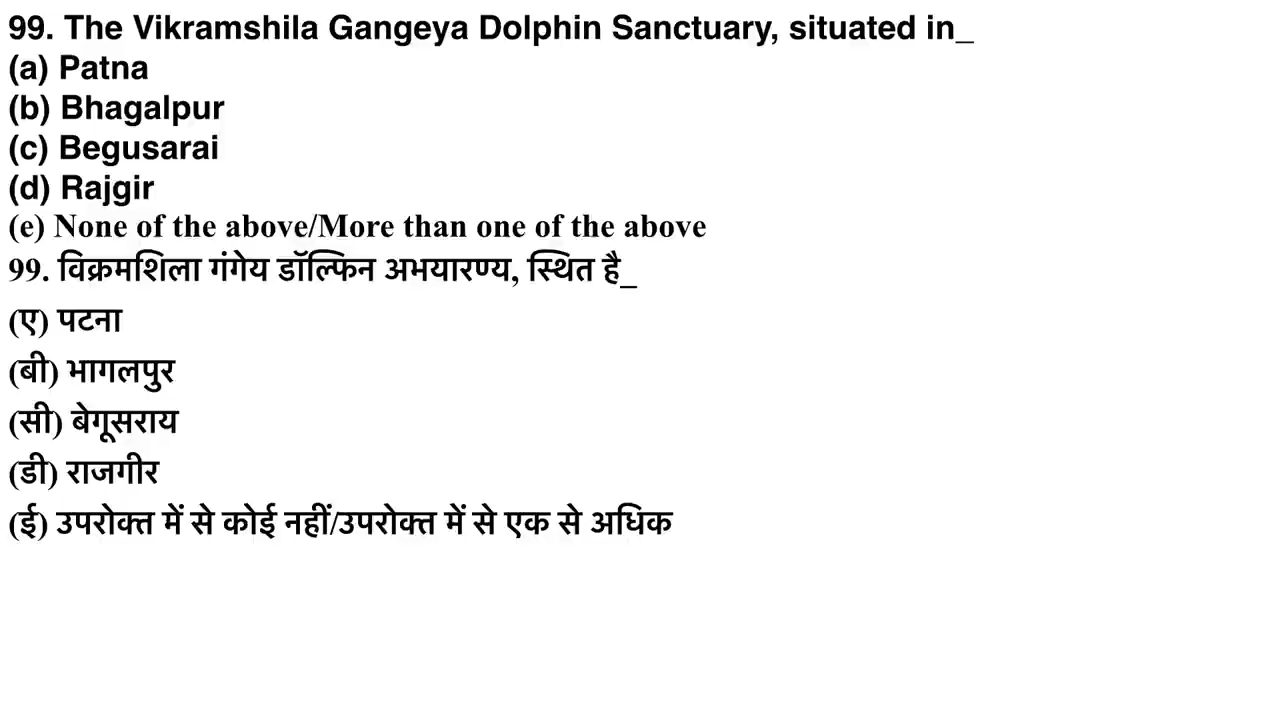 99. The Vikramshila Gangeya Dolphin Sanctuary, situated in_
(a) Patna
(b) Bhagalpur
(c) Begusarai
(d) Rajgir
(e) None of the above/More than one of the above
99. विक्रमशिला गंगेय डॉल्फिन अभयारण्य, स्थित है_
(ए) पटना
(बी) भागलपुर
(सी) बेगूसराय
(डी) राजगीर
(ई) उपरोक्त में से कोई नहीं/उपरोक्त में से एक से अधिक